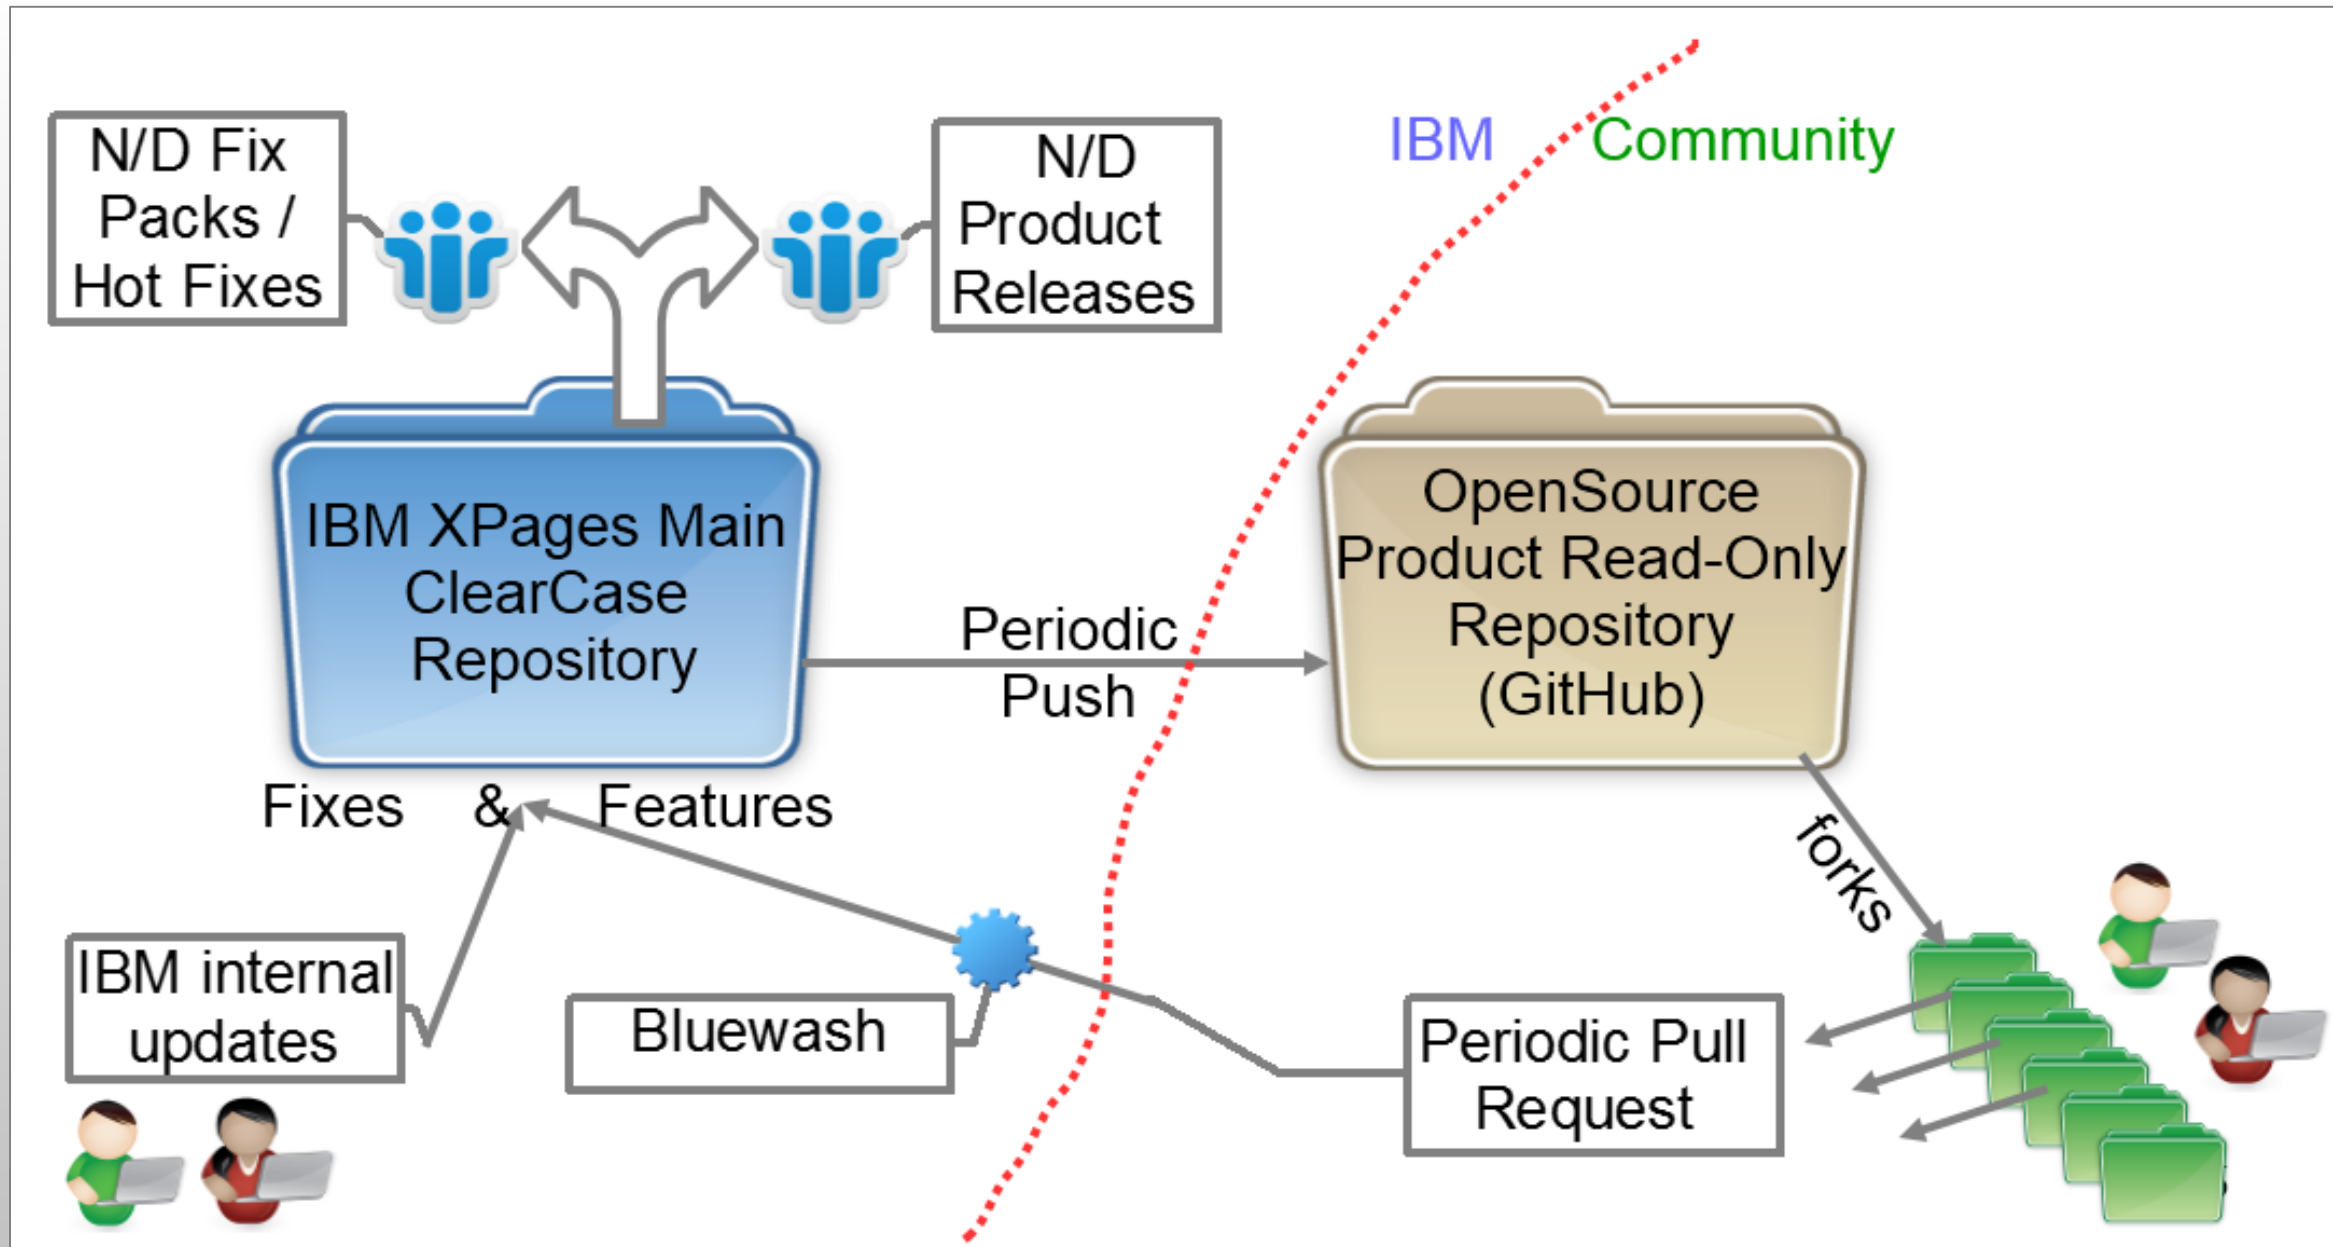 N/D Fix
Packs /
Hot Fixes
N/D
Product
Releases
IBM
Community
IBM XPages Main
ClearCase
Repository
OpenSource
Product Read-Only
Repository
(GitHub)
Periodic
Push
Fixes & Features
forks
IBM internal
updates
Bluewash
Periodic Pull
Request